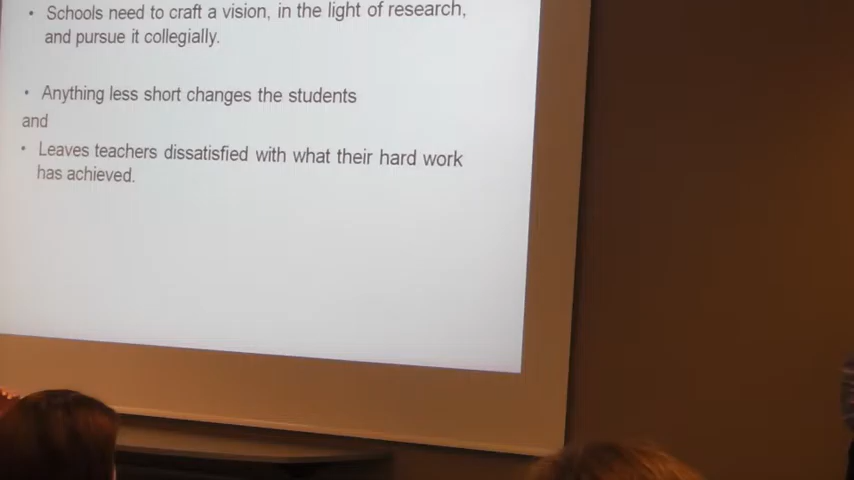 • Schools need to craft a vision, in the light of research,
and pursue it collegially.
• Anything less short changes the students
and
• Leaves teachers dissatisfied with what their hard work
has achieved.